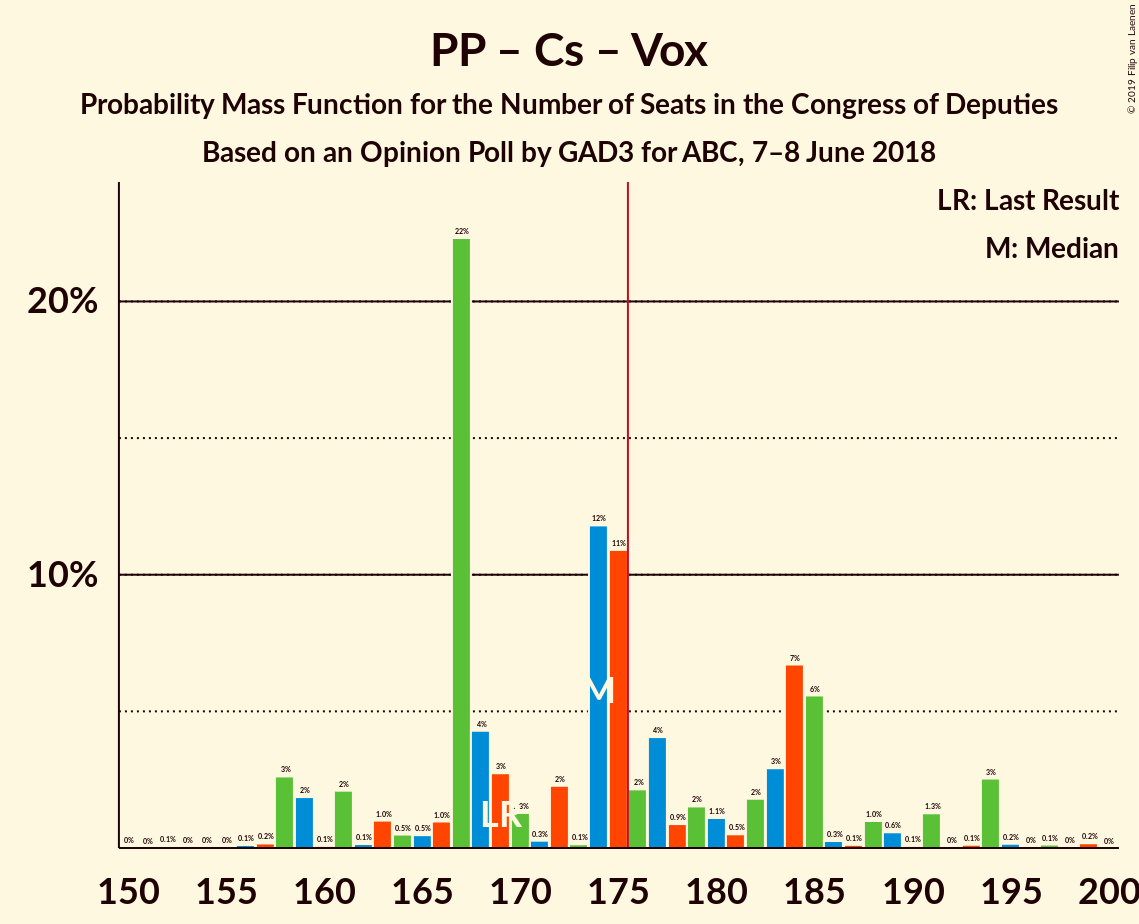 PP – Cs – Vox
Probability Mass Function for the Number of Seats in the Congress of Deputies
Based on an Opinion Poll by GAD3 for ABC, 7–8 June 2018
© 2019 Filip van Laenen
LR: Last Result
M: Median
20%
10%
0% 0% 0.1% 0% 0% 0% 0.1% 0.2% 3% 2% 0.1% 2% 0.1% 1.0% 0.5% 0.5% 1.0% 22% 4% 3% 3% 0.3% 2% 0.1% 12% 11% 2% 4% 0.9% 2% 1.1% 0.5% 2% 3% 7% 6% 0.3% 0.1% 1.0% 0.6% 0.1% 1.3% 0% 0.1% 3% 0.2% 0% 0.1% 0% 0.2% 0%
M
LR
150 155 160 165 170 175 180 185 190 195 200